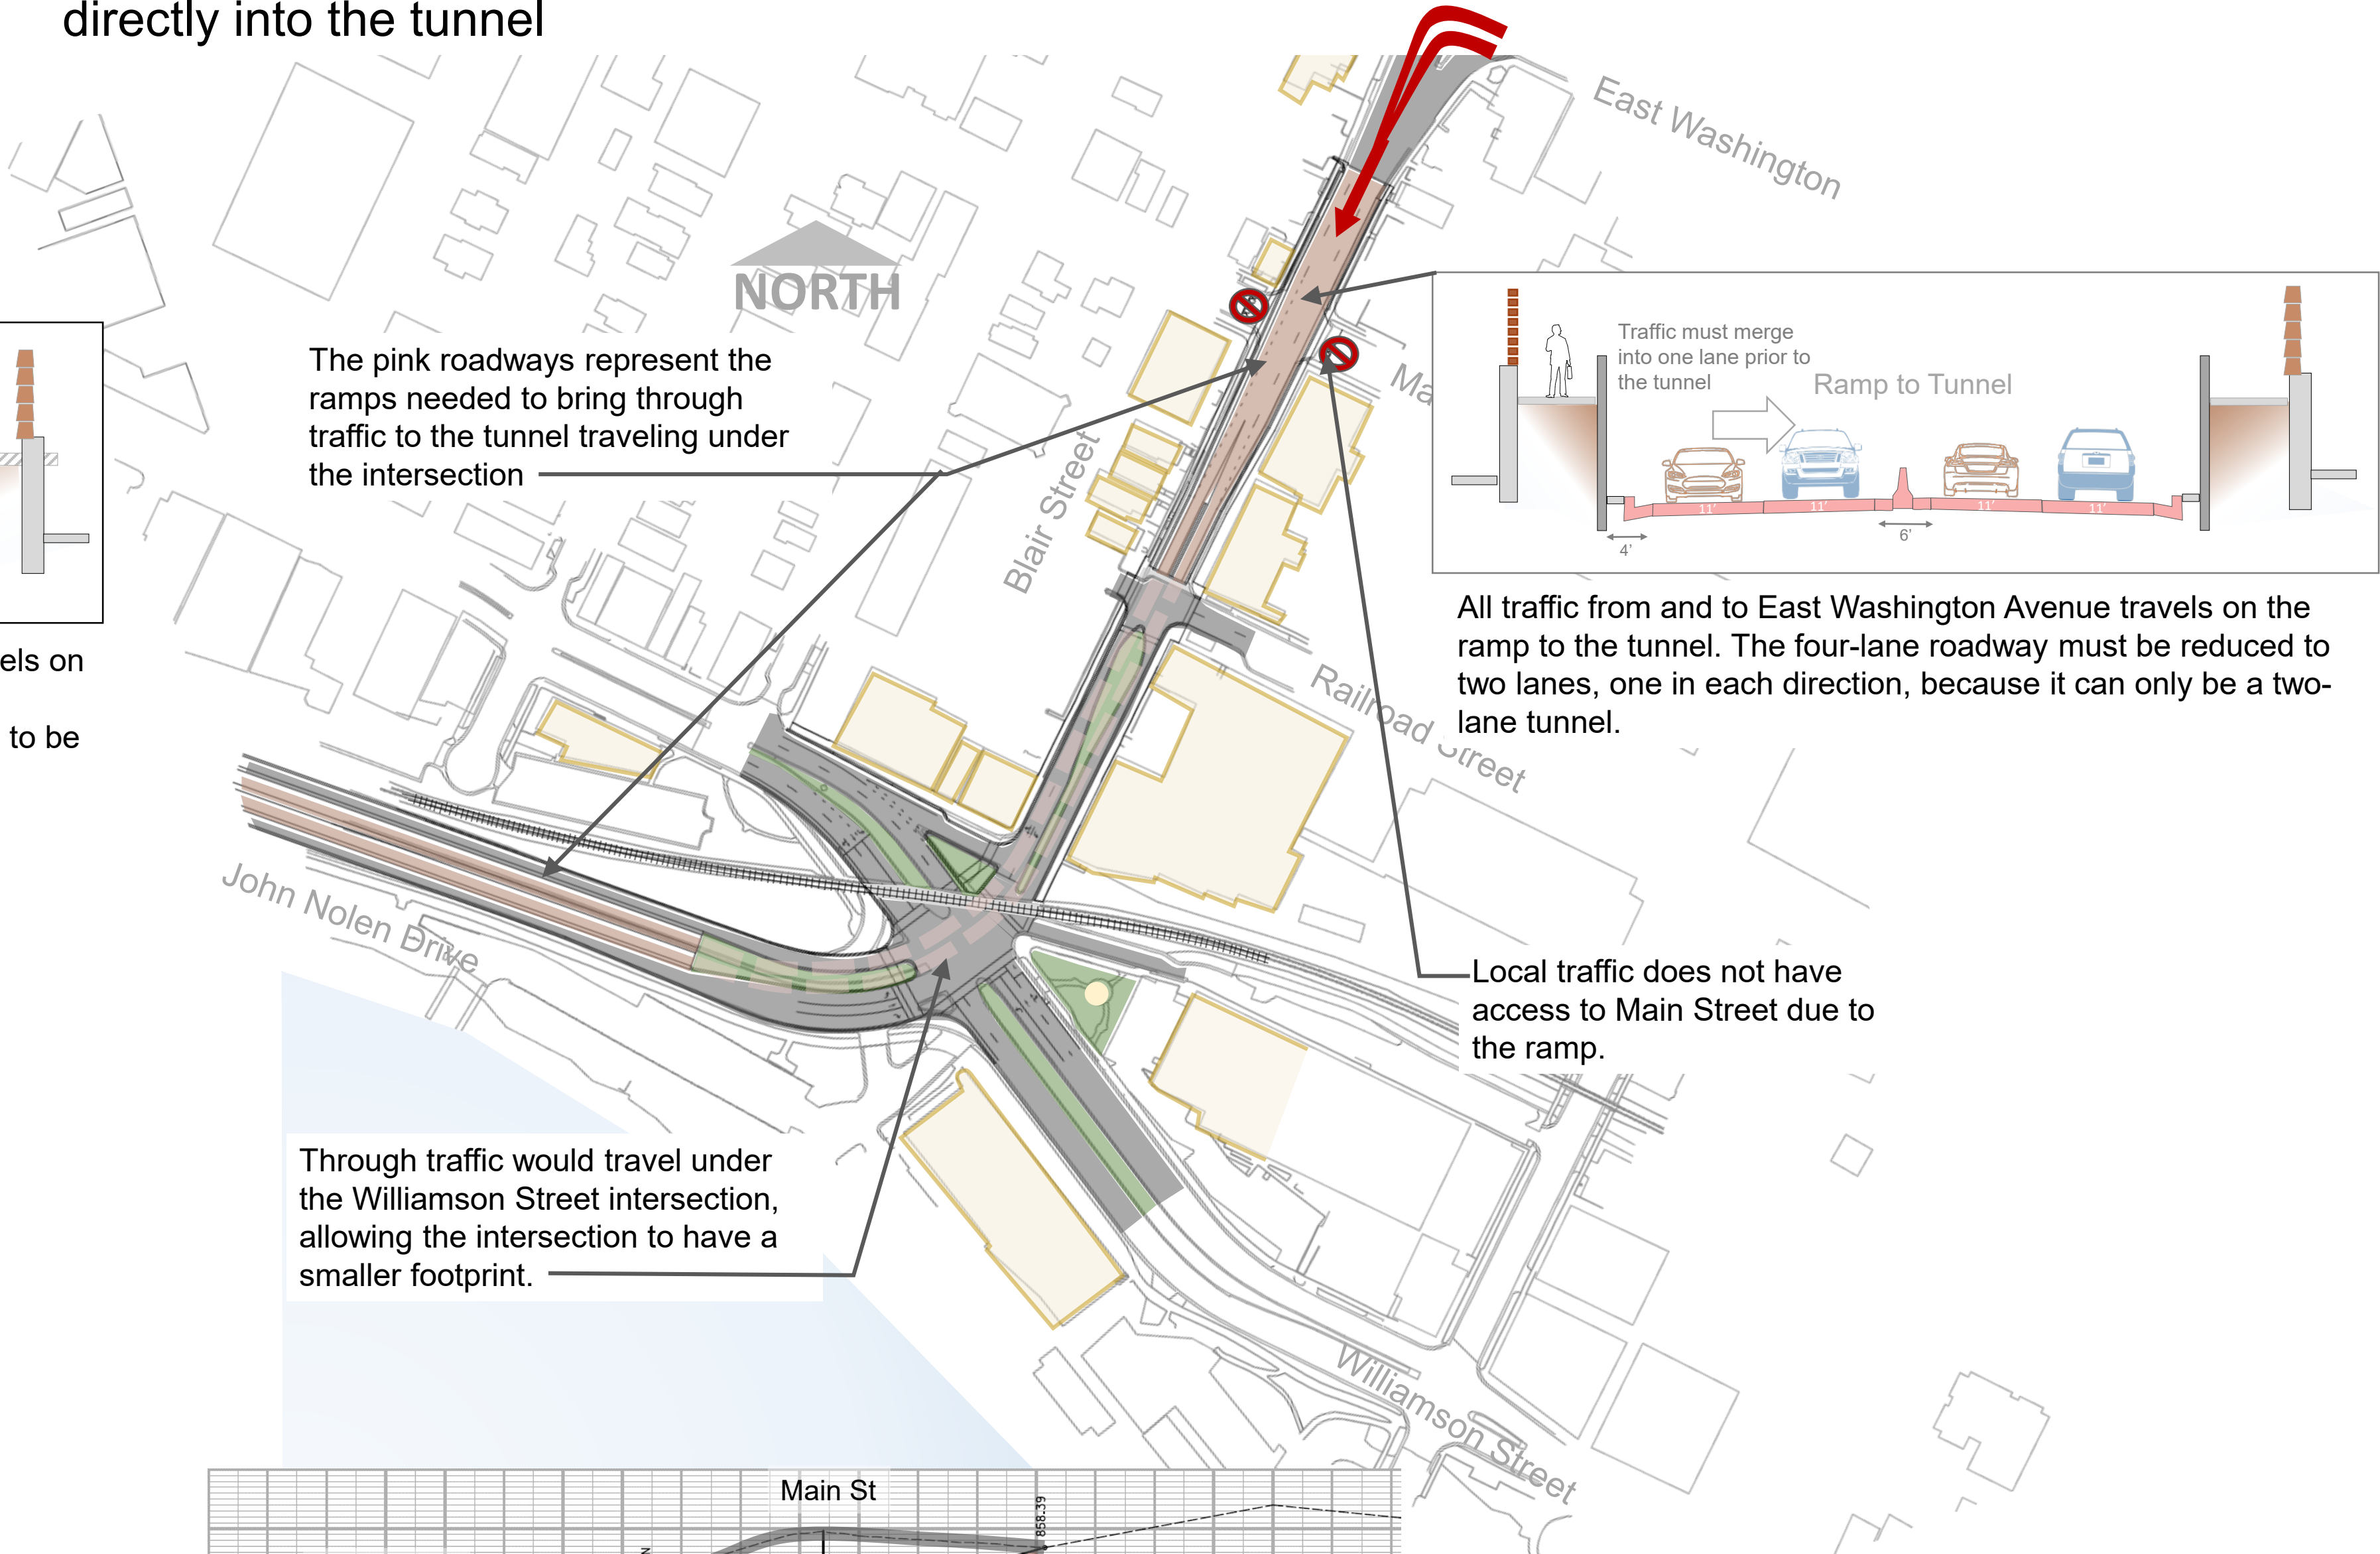 directly into the tunnel
East Washington
NORTH
The pink roadways represent the
ramps needed to bring through
traffic to the tunnel traveling under
the intersection
Traffic must merge
into one lane prior to
the tunnel
Ramp to Tunnel
11'
11'
11'
11'
4'
6'
Ma
Blair Street
All traffic from and to East Washington Avenue travels on the
ramp to the tunnel. The four-lane roadway must be reduced to
two lanes, one in each direction, because it can only be a two-
lane tunnel.
els on
to be
Railroad Street
John Nolen Drive
Local traffic does not have
access to Main Street due to
the ramp.
Through traffic would travel under
the Williamson Street intersection,
allowing the intersection to have a
smaller footprint.
Williamson Street
Main St
858.39